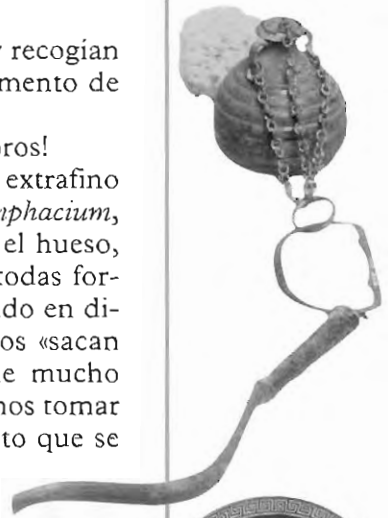 recogían
mento de
ros!
extrafino
nphacium,
el hueso,
todas for-
do en di-
os «sacan
e mucho
nos tomar
to que se